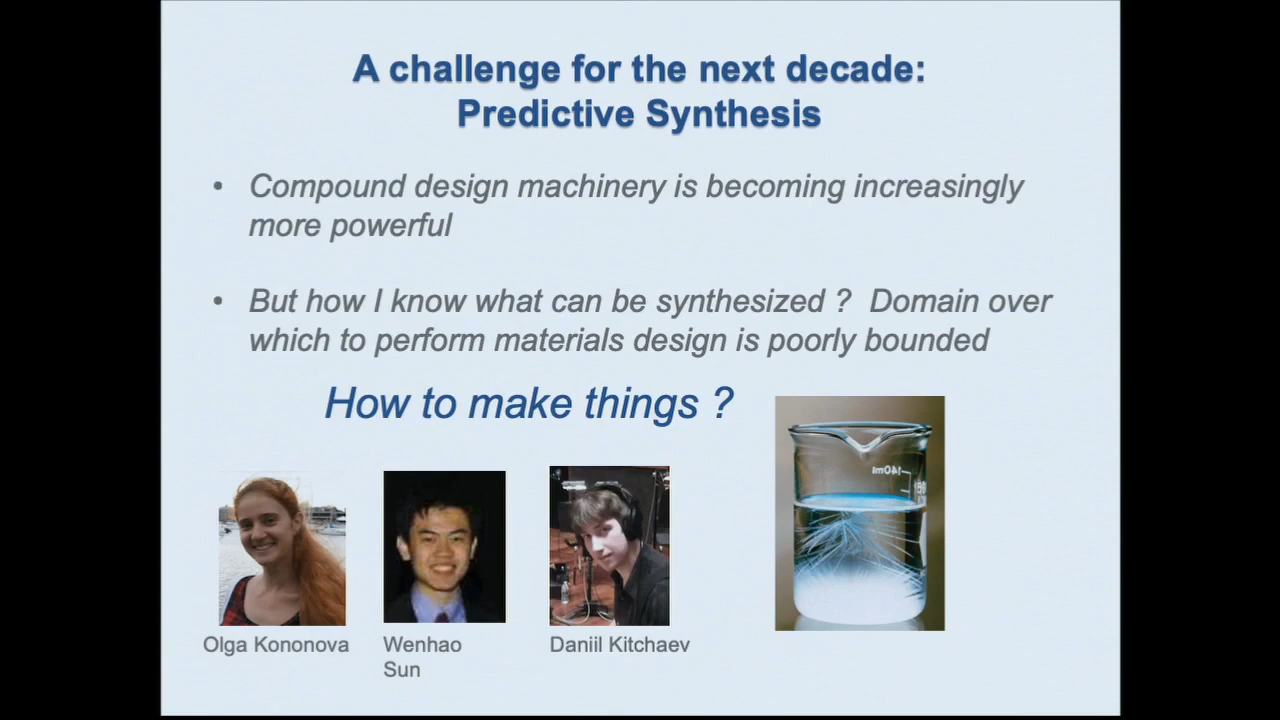 A challenge for the next decade:
Predictive Synthesis
• Compound design machinery is becoming increasingly
more powerful
• But how I know what can be synthesized ? Domain over
which to perform materials design is poorly bounded
How to make things ?
140ml
Olga Kononova
Wenhao
Sun
Daniil Kitchaev